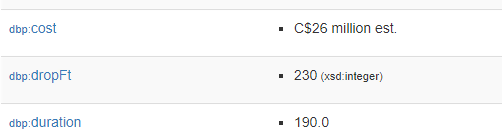 dbp:cost ▪ C$26 million est.
dbp:dropFt ▪ 230 (xsd:integer)
dbp:duration ▪ 190.0